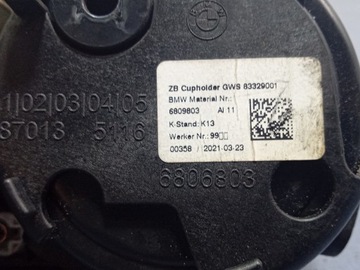 ZB Cupholder GWS 83329001
BMW Material Nr.:
6809803 AI 11
K-Stand: K13
Werker Nr.: 99□□
00358 / 2021-03-23
1|02|03|04|05
87013 6
6806803